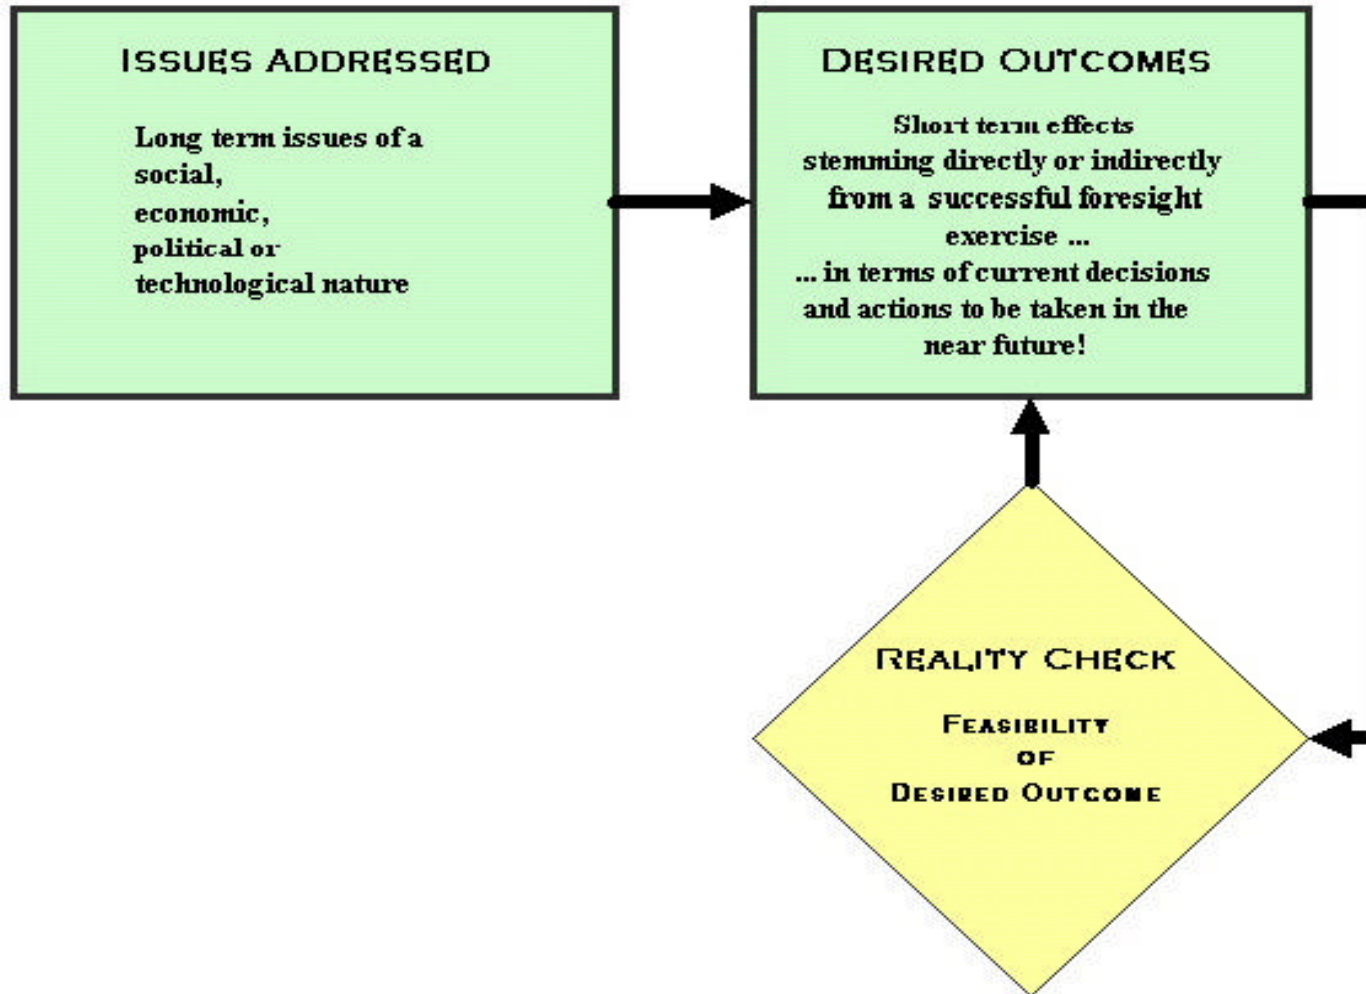 ISSUES ADDRESSED
Long term issues of a
social,
economic,
political or
technological nature
DESIRED OUTCOMES
Short term effects
stemming directly or indirectly
from a successful foresight
exercise ...
... in terms of current decisions
and actions to be taken in the
near future!
REALITY CHECK
FEASIBILITY
OF
DESIRED OUTCOME